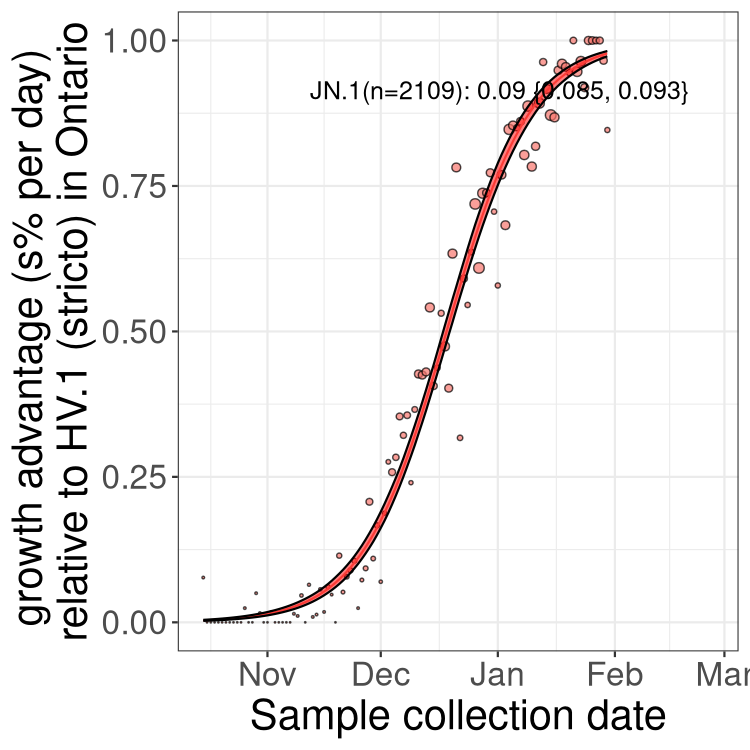 growth advantage (s% per day)
relative to HV.1 (stricto) in Ontario
1.00
0.75
0.50
0.25
0.00
JN.1(n=2109): 0.09 {0.085, 0.093}
Nov
Dec
Jan
Feb
Mar
Sample collection date